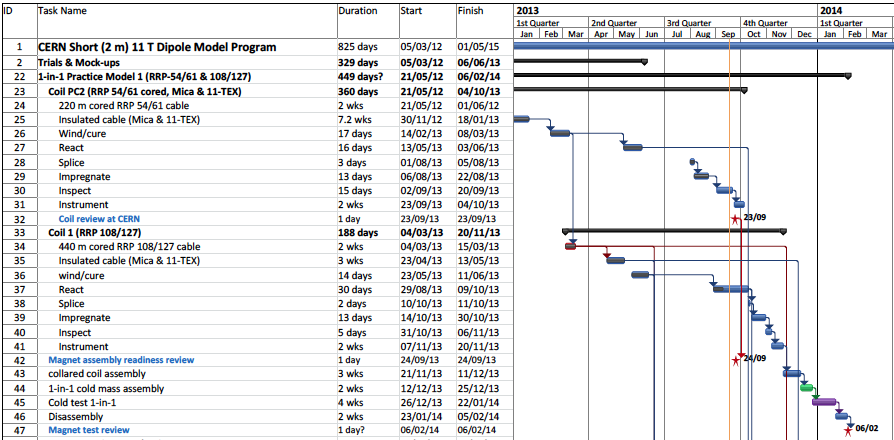 ID Task Name Duration Start Finish 2013 2014
1st Quarter 2nd Quarter 3rd Quarter 4th Quarter 1st Quarter
Jan Feb Mar Apr May Jun Jul Aug Sep Oct Nov Dec Jan Feb Mar
1 CERN Short (2 m) 11 T Dipole Model Program 825 days 05/03/12 01/05/15
2 Trials & Mock-ups 329 days 05/03/12 06/06/13
22 1-in-1 Practice Model 1 (RRP-54/61 & 108/127) 449 days? 21/05/12 06/02/14
23 Coil PC2 (RRP 54/61 cored, Mica & 11-TEX) 360 days 21/05/12 04/10/13
24 220 m cored RRP 54/61 cable 2 wks 21/05/12 01/06/12
25 Insulated cable (Mica & 11-TEX) 7.2 wks 30/11/12 18/01/13
26 Wind/cure 17 days 14/02/13 08/03/13
27 React 16 days 13/05/13 03/06/13
28 Splice 3 days 01/08/13 05/08/13
29 Impregnate 13 days 06/08/13 22/08/13
30 Inspect 15 days 02/09/13 20/09/13
31 Instrument 2 wks 23/09/13 04/10/13
32 Coil review at CERN 1 day 23/09/13 23/09/13 23/09
33 Coil 1 (RRP 108/127) 188 days 04/03/13 20/11/13
34 440 m cored RRP 108/127 cable 2 wks 04/03/13 15/03/13
35 Insulated cable (Mica & 11-TEX) 3 wks 23/04/13 13/05/13
36 wind/cure 14 days 23/05/13 11/06/13
37 React 30 days 29/08/13 09/10/13
38 Splice 2 days 10/10/13 11/10/13
39 Impregnate 13 days 14/10/13 30/10/13
40 Inspect 5 days 31/10/13 06/11/13
41 Instrument 2 wks 07/11/13 20/11/13
42 Magnet assembly readiness review 1 day 24/09/13 24/09/13 24/09
43 collared coil assembly 3 wks 21/11/13 11/12/13
44 1-in-1 cold mass assembly 2 wks 12/12/13 25/12/13
45 Cold test 1-in-1 4 wks 26/12/13 22/01/14
46 Disassembly 2 wks 23/01/14 05/02/14
47 Magnet test review 1 day? 06/02/14 06/02/14 06/02